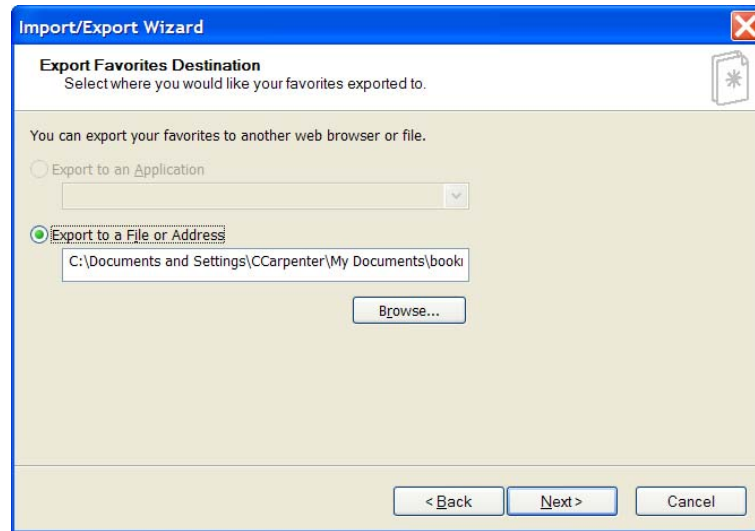 Import/Export Wizard
Export Favorites Destination
Select where you would like your favorites exported to.
You can export your favorites to another web browser or file.
Export to an Application
Export to a File or Address
C:\Documents and Settings\CCarpenter\My Documents\book
Browse...
< Back
Next >
Cancel